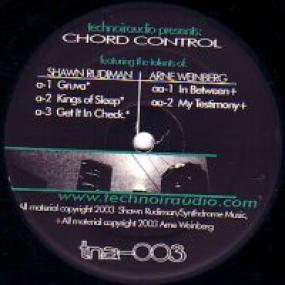 technoiraudio presents:
CHORD CONTROL
featuring the talents of:
SHAWN RUDIMAN
a-1 Gruva*
a-2 Kings of Sleep*
a-3 Get It In Check*
ARNE WEINBERG
aa-1 In Between+
aa-2 My Testimony+
www.technoiraudio.com
All material copyright 2003 Shawn Rudiman/Synthdrome Music,
+ All material copyright 2003 Arne Weinberg
tna-003